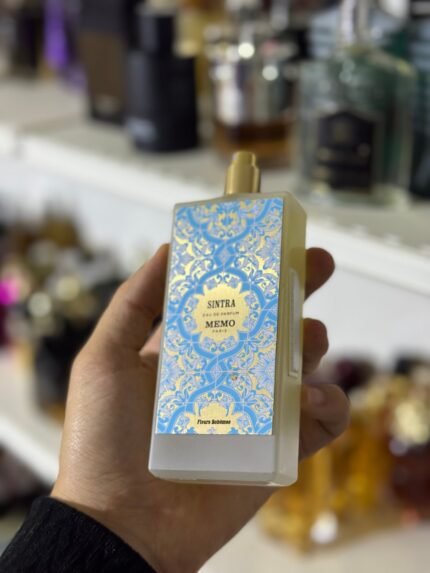 SINTRA
EAU DE PARFUM
MEMO
PARIS
Fleurs Bohèmes